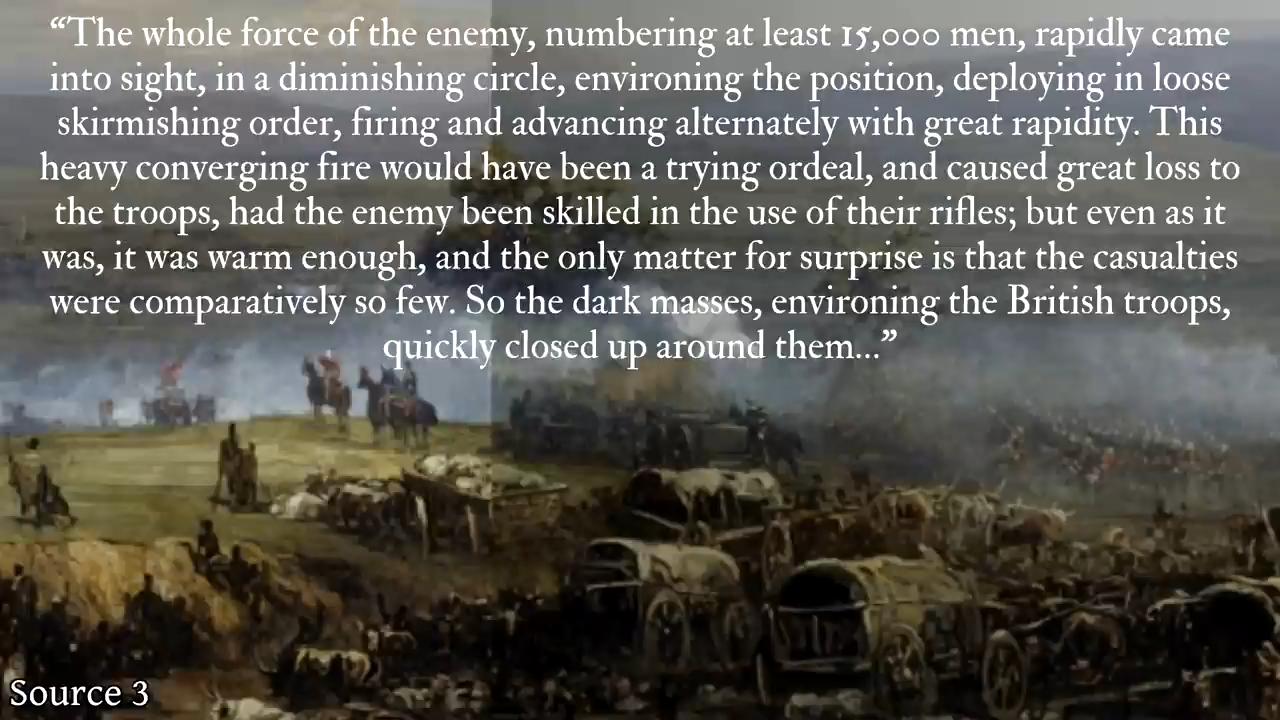 “The whole force of the enemy, numbering at least 15,000 men, rapidly came
into sight, in a diminishing circle, environing the position, deploying in loose
skirmishing order, firing and advancing alternately with great rapidity. This
heavy converging fire would have been a trying ordeal, and caused great loss to
the troops, had the enemy been skilled in the use of their rifles; but even as it
was, it was warm enough, and the only matter for surprise is that the casualties
were comparatively so few. So the dark masses, environing the British troops,
quickly closed up around them...”
Source 3